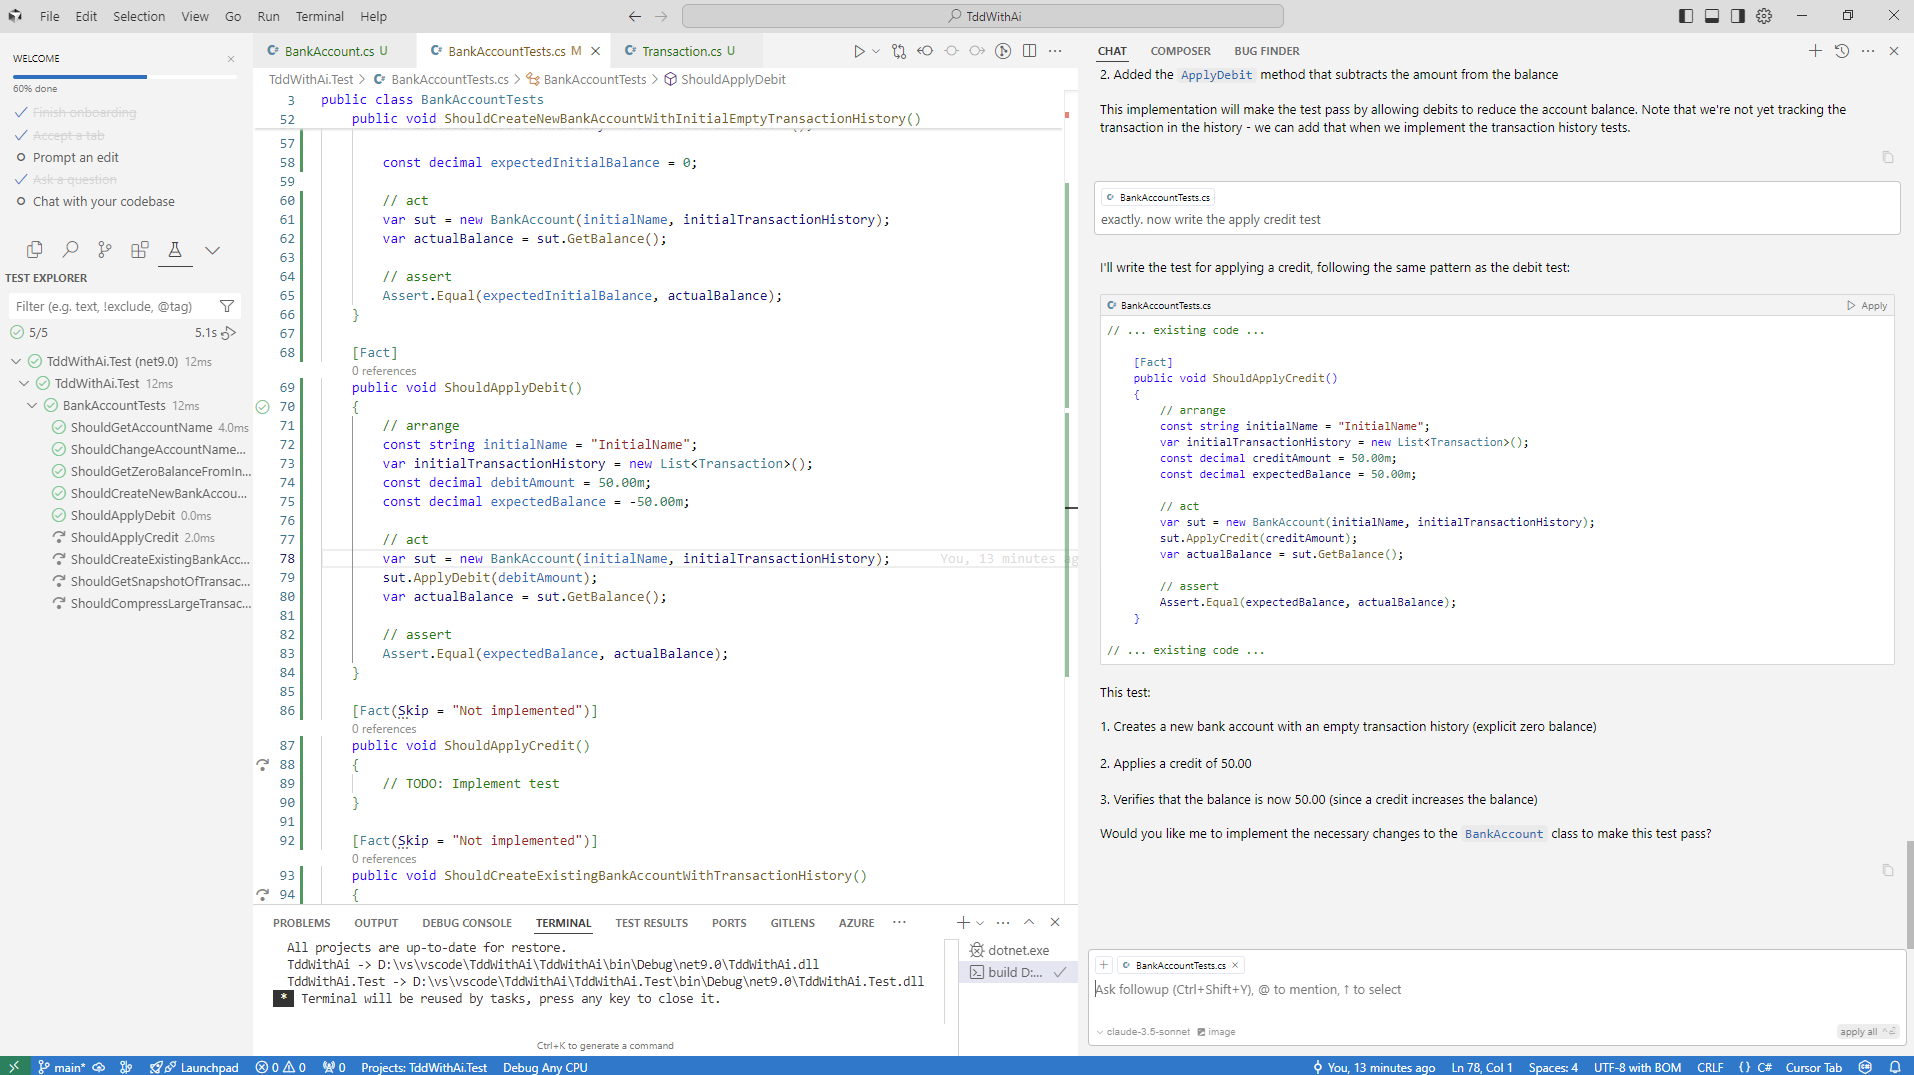 File Edit Selection View Go Run Terminal Help
TddWithAi
WELCOME
60% done
Finish onboarding
Accept a tab
Prompt an edit
Ask a question
Chat with your codebase
TEST EXPLORER
Filter (e.g. text, !exclude, @tag)
5/5 5.1s
TddWithAi.Test (net9.0) 12ms
TddWithAi.Test 12ms
BankAccountTests 12ms
ShouldGetAccountName 4.0ms
ShouldChangeAccountName...
ShouldGetZeroBalanceFromIn...
ShouldCreateNewBankAccou...
ShouldApplyDebit 0.0ms
ShouldApplyCredit 2.0ms
ShouldCreateExistingBankAcc...
ShouldGetSnapshotOfTransac...
ShouldCompressLargeTransac...
BankAccount.cs U BankAccountTests.cs M Transaction.cs U
TddWithAi.Test > BankAccountTests.cs > BankAccountTests > ShouldApplyDebit
3 public class BankAccountTests
52 public void ShouldCreateNewBankAccountWithInitialEmptyTransactionHistory()
57
58 const decimal expectedInitialBalance = 0;
59
60 // act
61 var sut = new BankAccount(initialName, initialTransactionHistory);
62 var actualBalance = sut.GetBalance();
63
64 // assert
65 Assert.Equal(expectedInitialBalance, actualBalance);
66 }
67
68 [Fact]
0 references
69 public void ShouldApplyDebit()
70 {
71 // arrange
72 const string initialName = "InitialName";
73 var initialTransactionHistory = new List<Transaction>();
74 const decimal debitAmount = 50.00m;
75 const decimal expectedBalance = -50.00m;
76
77 // act
78 var sut = new BankAccount(initialName, initialTransactionHistory); You, 13 minutes ag
79 sut.ApplyDebit(debitAmount);
80 var actualBalance = sut.GetBalance();
81
82 // assert
83 Assert.Equal(expectedBalance, actualBalance);
84 }
85
86 [Fact(Skip = "Not implemented")]
0 references
87 public void ShouldApplyCredit()
88 {
89 // TODO: Implement test
90 }
91
92 [Fact(Skip = "Not implemented")]
0 references
93 public void ShouldCreateExistingBankAccountWithTransactionHistory()
94 {
PROBLEMS OUTPUT DEBUG CONSOLE TERMINAL TEST RESULTS PORTS GITLENS AZURE
All projects are up-to-date for restore.
TddWithAi -> D:\vs\vscode\TddWithAi\TddWithAi\bin\Debug\net9.0\TddWithAi.dll
TddWithAi.Test -> D:\vs\vscode\TddWithAi\TddWithAi.Test\bin\Debug\net9.0\TddWithAi.Test.dll
* Terminal will be reused by tasks, press any key to close it.
Ctrl+K to generate a command
dotnet.exe
build D:...
CHAT COMPOSER BUG FINDER
2. Added the ApplyDebit method that subtracts the amount from the balance
This implementation will make the test pass by allowing debits to reduce the account balance. Note that we're not yet tracking the
transaction in the history - we can add that when we implement the transaction history tests.
BankAccountTests.cs
exactly. now write the apply credit test
I'll write the test for applying a credit, following the same pattern as the debit test:
BankAccountTests.cs Apply
// ... existing code ...
[Fact]
public void ShouldApplyCredit()
{
// arrange
const string initialName = "InitialName";
var initialTransactionHistory = new List<Transaction>();
const decimal creditAmount = 50.00m;
const decimal expectedBalance = 50.00m;
// act
var sut = new BankAccount(initialName, initialTransactionHistory);
sut.ApplyCredit(creditAmount);
var actualBalance = sut.GetBalance();
// assert
Assert.Equal(expectedBalance, actualBalance);
}
// ... existing code ...
This test:
1. Creates a new bank account with an empty transaction history (explicit zero balance)
2. Applies a credit of 50.00
3. Verifies that the balance is now 50.00 (since a credit increases the balance)
Would you like me to implement the necessary changes to the BankAccount class to make this test pass?
+ BankAccountTests.cs
Ask followup (Ctrl+Shift+Y), @ to mention, ↑ to select
claude-3.5-sonnet image apply all
main* Launchpad 0 0 0 Projects: TddWithAi.Test Debug Any CPU You, 13 minutes ago Ln 78, Col 1 Spaces: 4 UTF-8 with BOM CRLF {} C# Cursor Tab